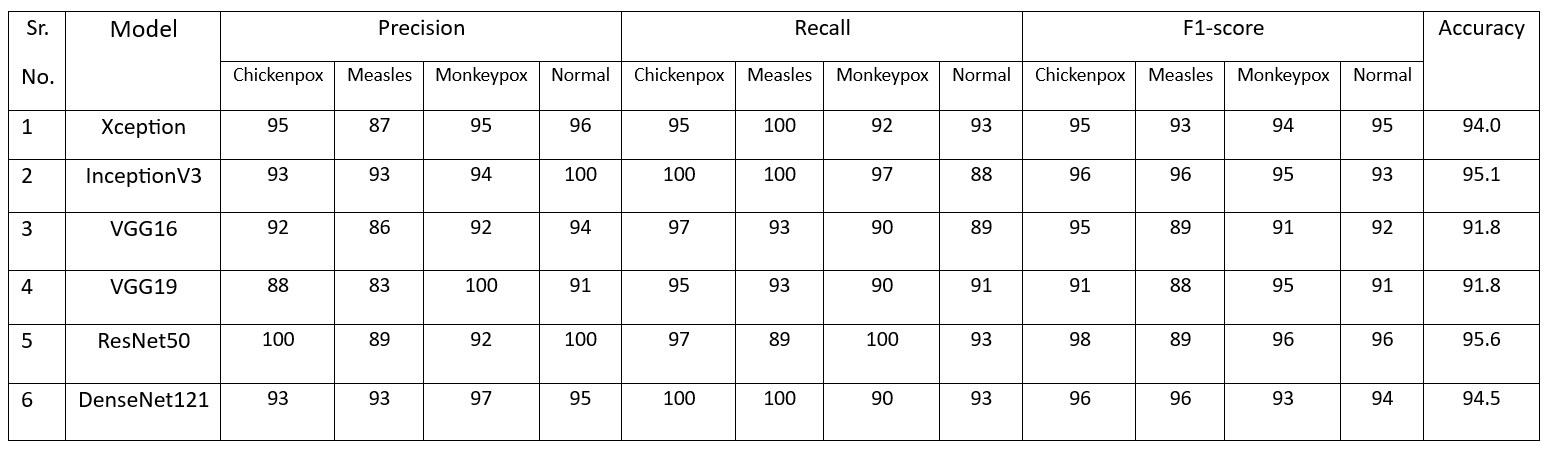 Sr. No. Model Precision Recall F1-score Accuracy
Chickenpox Measles Monkeypox Normal Chickenpox Measles Monkeypox Normal Chickenpox Measles Monkeypox Normal
1 Xception 95 87 95 96 95 100 92 93 95 93 94 95 94.0
2 InceptionV3 93 93 94 100 100 100 97 88 96 96 95 93 95.1
3 VGG16 92 86 92 94 97 93 90 89 95 89 91 92 91.8
4 VGG19 88 83 100 91 95 93 90 91 91 88 95 91 91.8
5 ResNet50 100 89 92 100 97 89 100 93 98 89 96 96 95.6
6 DenseNet121 93 93 97 95 100 100 90 93 96 96 93 94 94.5